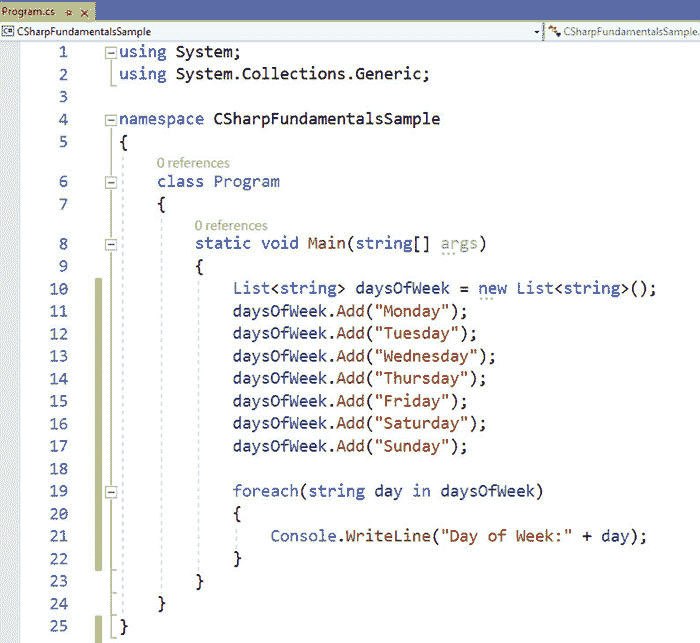 Program.cs
CSharpFundamentalsSample CSharpFundamentalsSample.
1 using System;
2 using System.Collections.Generic;
3
4 namespace CSharpFundamentalsSample
5 {
0 references
6 class Program
7 {
0 references
8 static void Main(string[] args)
9 {
10 List<string> daysOfWeek = new List<string>();
11 daysOfWeek.Add("Monday");
12 daysOfWeek.Add("Tuesday");
13 daysOfWeek.Add("Wednesday");
14 daysOfWeek.Add("Thursday");
15 daysOfWeek.Add("Friday");
16 daysOfWeek.Add("Saturday");
17 daysOfWeek.Add("Sunday");
18
19 foreach(string day in daysOfWeek)
20 {
21 Console.WriteLine("Day of Week:" + day);
22 }
23 }
24 }
25 }